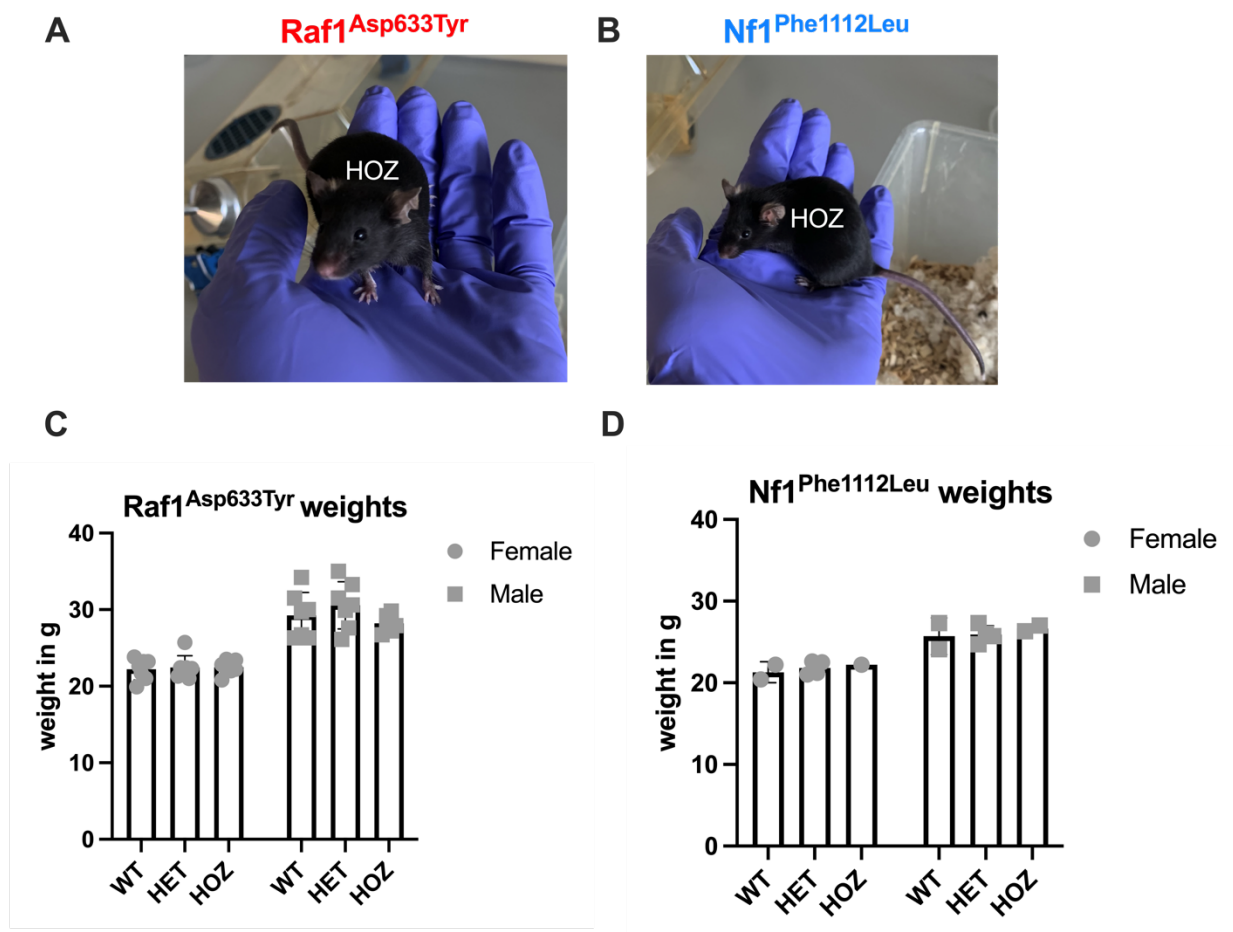 A
Raf1Asp633Tyr
B
Nf1Phe1112Leu
HOZ
HOZ
C
D
Raf1Asp633Tyr weights
40
30
20
10
0
weight in g
WT
HET
HOZ
WT
HET
HOZ
Female
Male
Nf1Phe1112Leu weights
40
30
20
10
0
weight in g
WT
HET
HOZ
WT
HET
HOZ
Female
Male